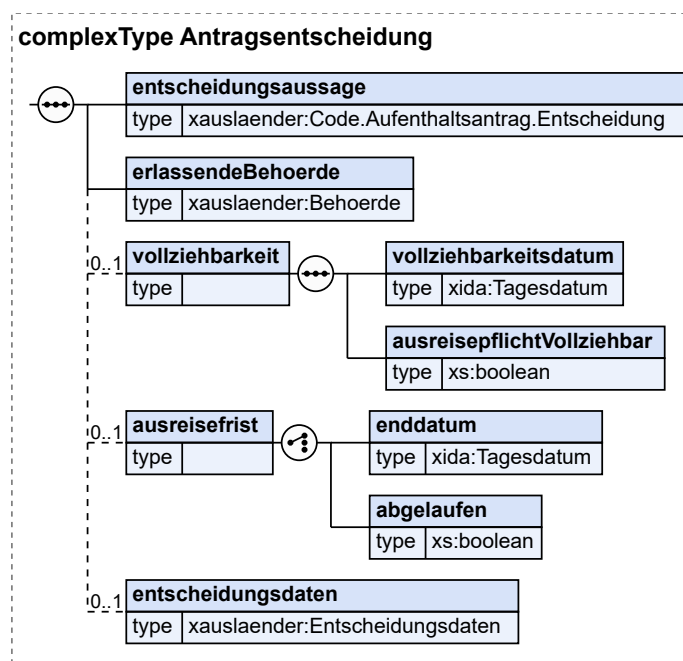 complexType Antragsentscheidung
entscheidungsaussage
type xauslaender:Code.Aufenthaltsantrag.Entscheidung
erlassendeBehoerde
type xauslaender:Behoerde
0..1 vollziehbarkeit
type
vollziehbarkeitsdatum
type xida:Tagesdatum
ausreisepflichtVollziehbar
type xs:boolean
0..1 ausreisefrist
type
enddatum
type xida:Tagesdatum
abgelaufen
type xs:boolean
0..1 entscheidungsdaten
type xauslaender:Entscheidungsdaten